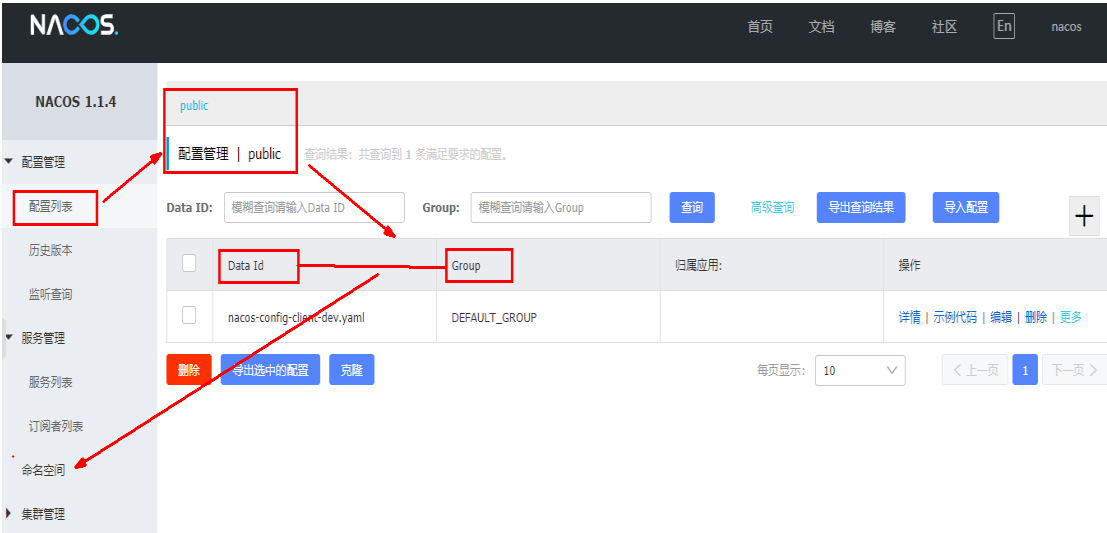 NACOS. 首页 文档 博客 社区 En nacos
NACOS 1.1.4
配置管理
配置列表
历史版本
监听查询
服务管理
服务列表
订阅者列表
命名空间
集群管理
public
配置管理 | public 查询结果：共查询到 1 条满足要求的配置。
Data ID: 模糊查询请输入Data ID Group: 模糊查询请输入Group 查询 高级查询 导出查询结果 导入配置 +
Data Id Group 归属应用: 操作
nacos-config-client-dev.yaml DEFAULT_GROUP 详情 | 示例代码 | 编辑 | 删除 | 更多
删除 导出选中的配置 克隆 每页显示: 10 < 上一页 1 下一页 >